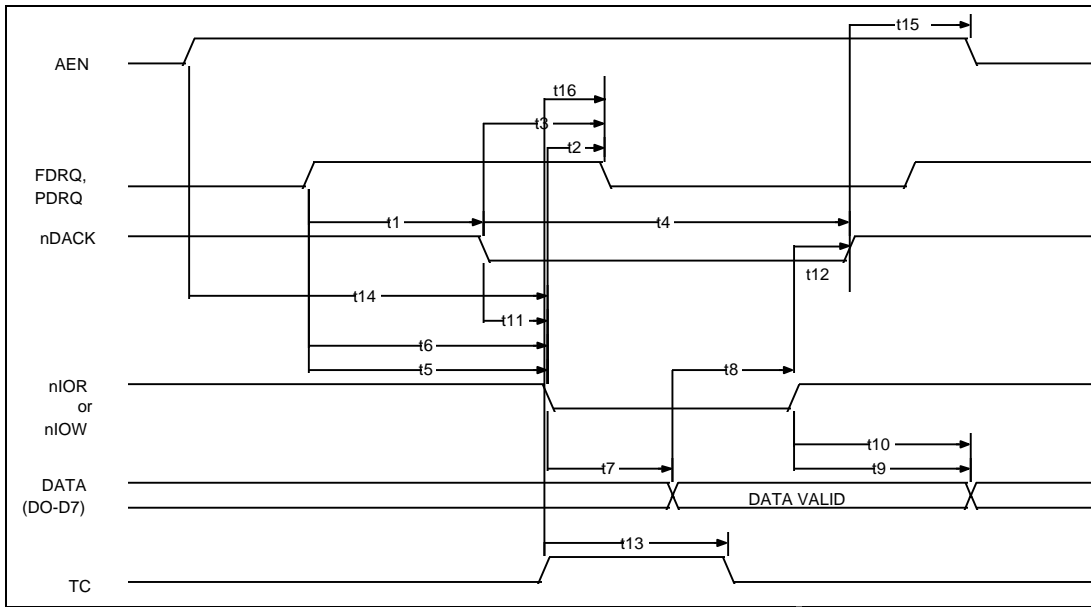 t15
AEN
t16
t3
t2
FDRQ,
PDRQ
t1
t4
nDACK
t12
t14
t11
t6
t5
t8
nIOR
or
nIOW
t10
t7
t9
DATA
(DO-D7)
DATA VALID
t13
TC